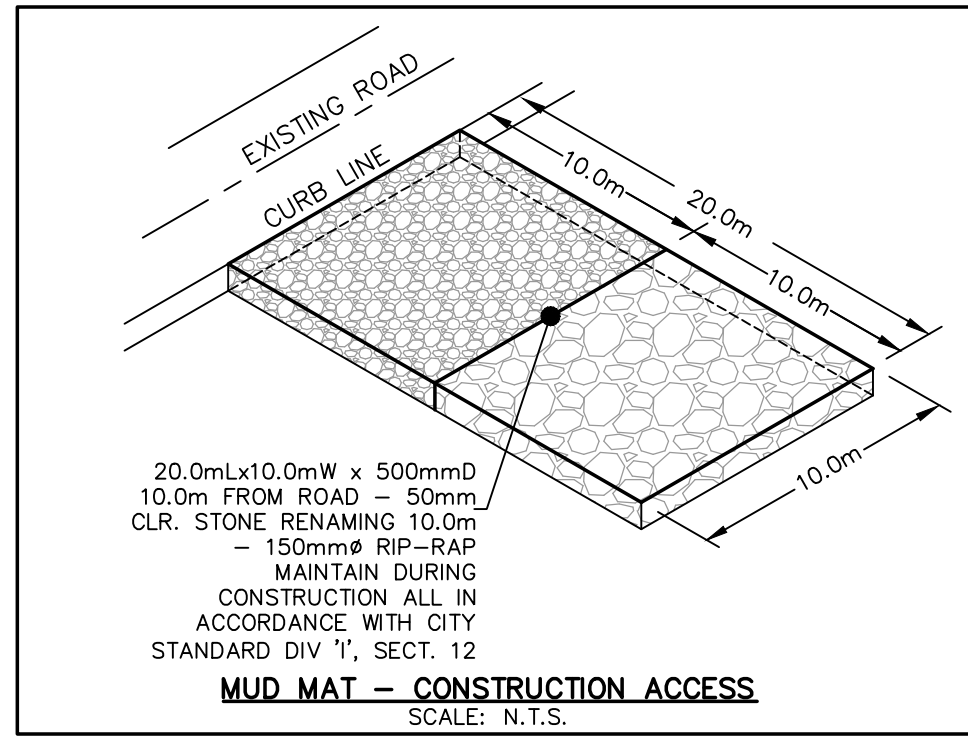 EXISTING ROAD
CURB LINE
10.0m
20.0m
10.0m
10.0m
20.0mLx10.0mW x 500mmD
10.0m FROM ROAD – 50mm
CLR. STONE RENAMING 10.0m
– 150mmø RIP–RAP
MAINTAIN DURING
CONSTRUCTION ALL IN
ACCORDANCE WITH CITY
STANDARD DIV 'I', SECT. 12
MUD MAT – CONSTRUCTION ACCESS
SCALE: N.T.S.